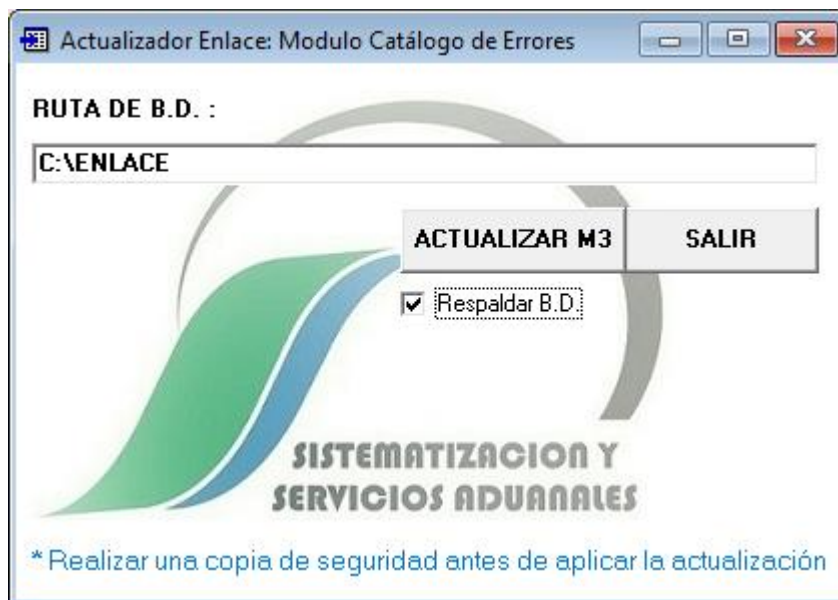 Actualizador Enlace: Modulo Catálogo de Errores
RUTA DE B.D. :
C:\ENLACE
ACTUALIZAR M3
SALIR
Respaldar B.D.
SISTEMATIZACION Y
SERVICIOS ADUANALES
* Realizar una copia de seguridad antes de aplicar la actualización